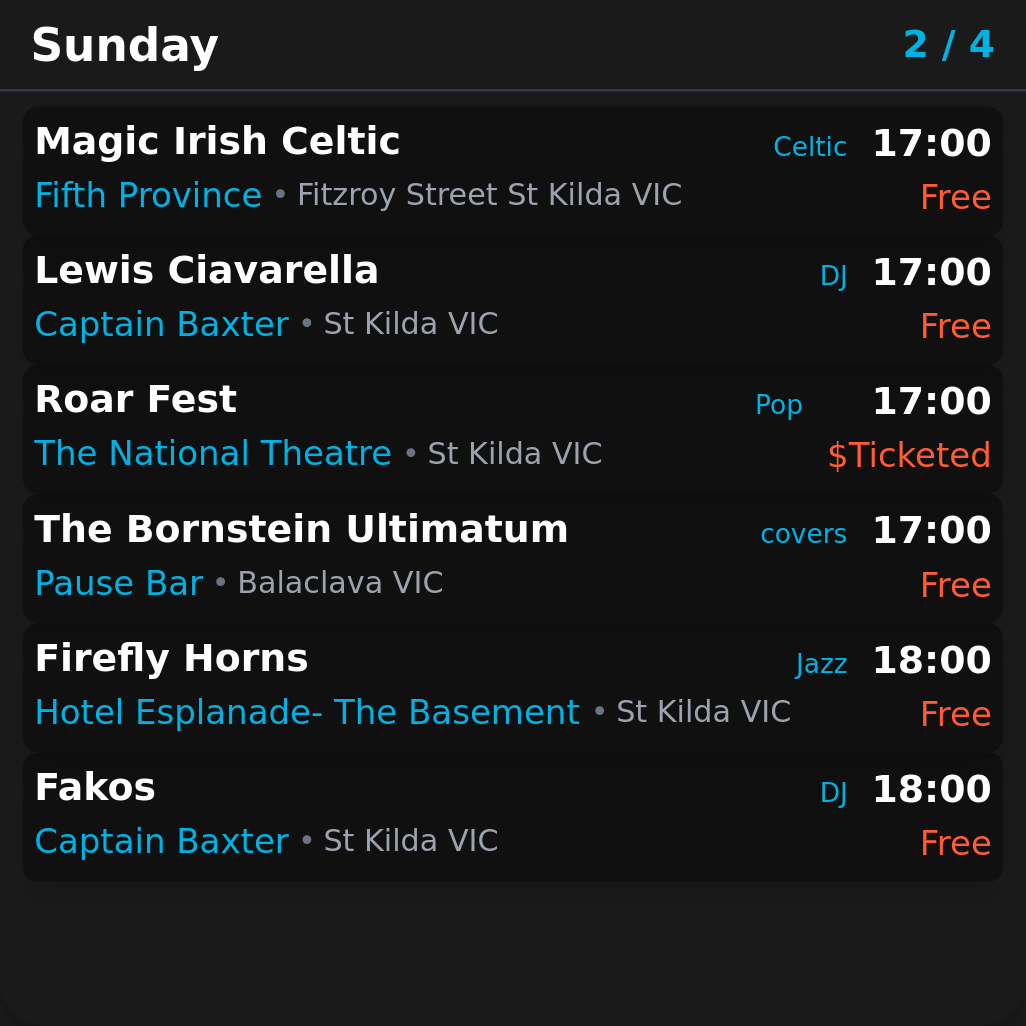 Sunday 2 / 4
Magic Irish Celtic Celtic 17:00
Fifth Province • Fitzroy Street St Kilda VIC Free
Lewis Ciavarella DJ 17:00
Captain Baxter • St Kilda VIC Free
Roar Fest Pop 17:00
The National Theatre • St Kilda VIC $Ticketed
The Bornstein Ultimatum covers 17:00
Pause Bar • Balaclava VIC Free
Firefly Horns Jazz 18:00
Hotel Esplanade- The Basement • St Kilda VIC Free
Fakos DJ 18:00
Captain Baxter • St Kilda VIC Free